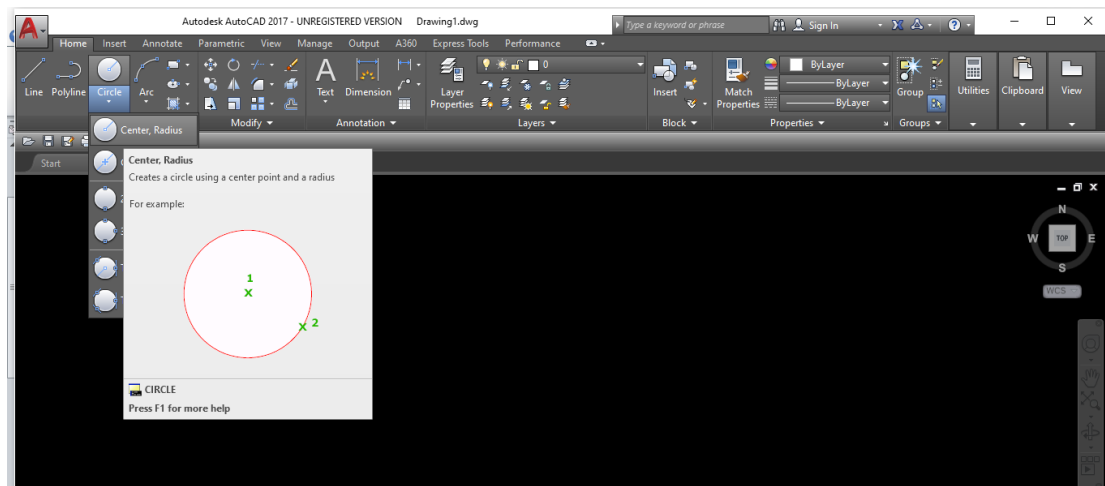 Autodesk AutoCAD 2017 - UNREGISTERED VERSION Drawing1.dwg
Type a keyword or phrase
Sign In
Home Insert Annotate Parametric View Manage Output A360 Express Tools Performance
0
ByLayer
ByLayer
ByLayer
Line Polyline Circle Arc
Text Dimension
Layer Properties
Insert
Match Properties
Group
Utilities Clipboard View
Modify Annotation Layers Block Properties Groups
Center, Radius
Start
Center, Radius
Creates a circle using a center point and a radius
For example:
1
2
CIRCLE
Press F1 for more help
N
W TOP E
S
WCS